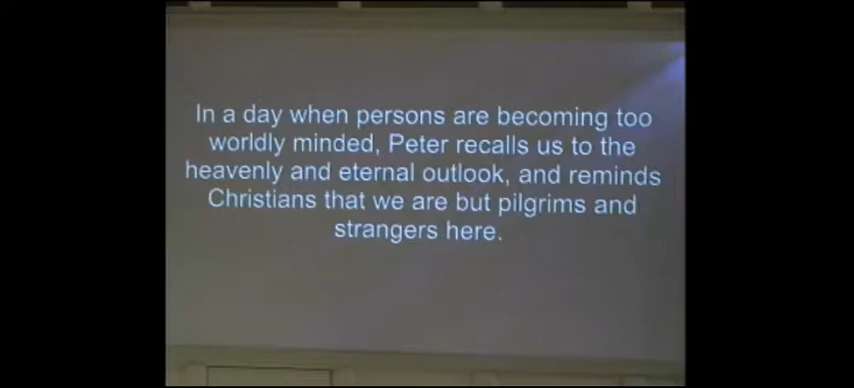 In a day when persons are becoming too
worldly minded, Peter recalls us to the
heavenly and eternal outlook, and reminds
Christians that we are but pilgrims and
strangers here.